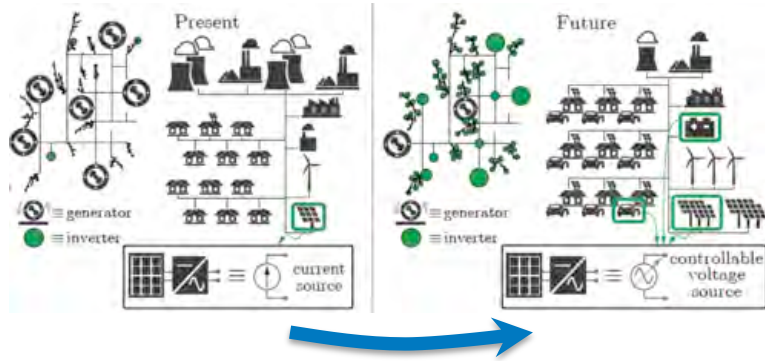 Present
≡ generator
≡ inverter
≡
current
source
Future
≡ generator
≡ inverter
≡
controllable
voltage
source